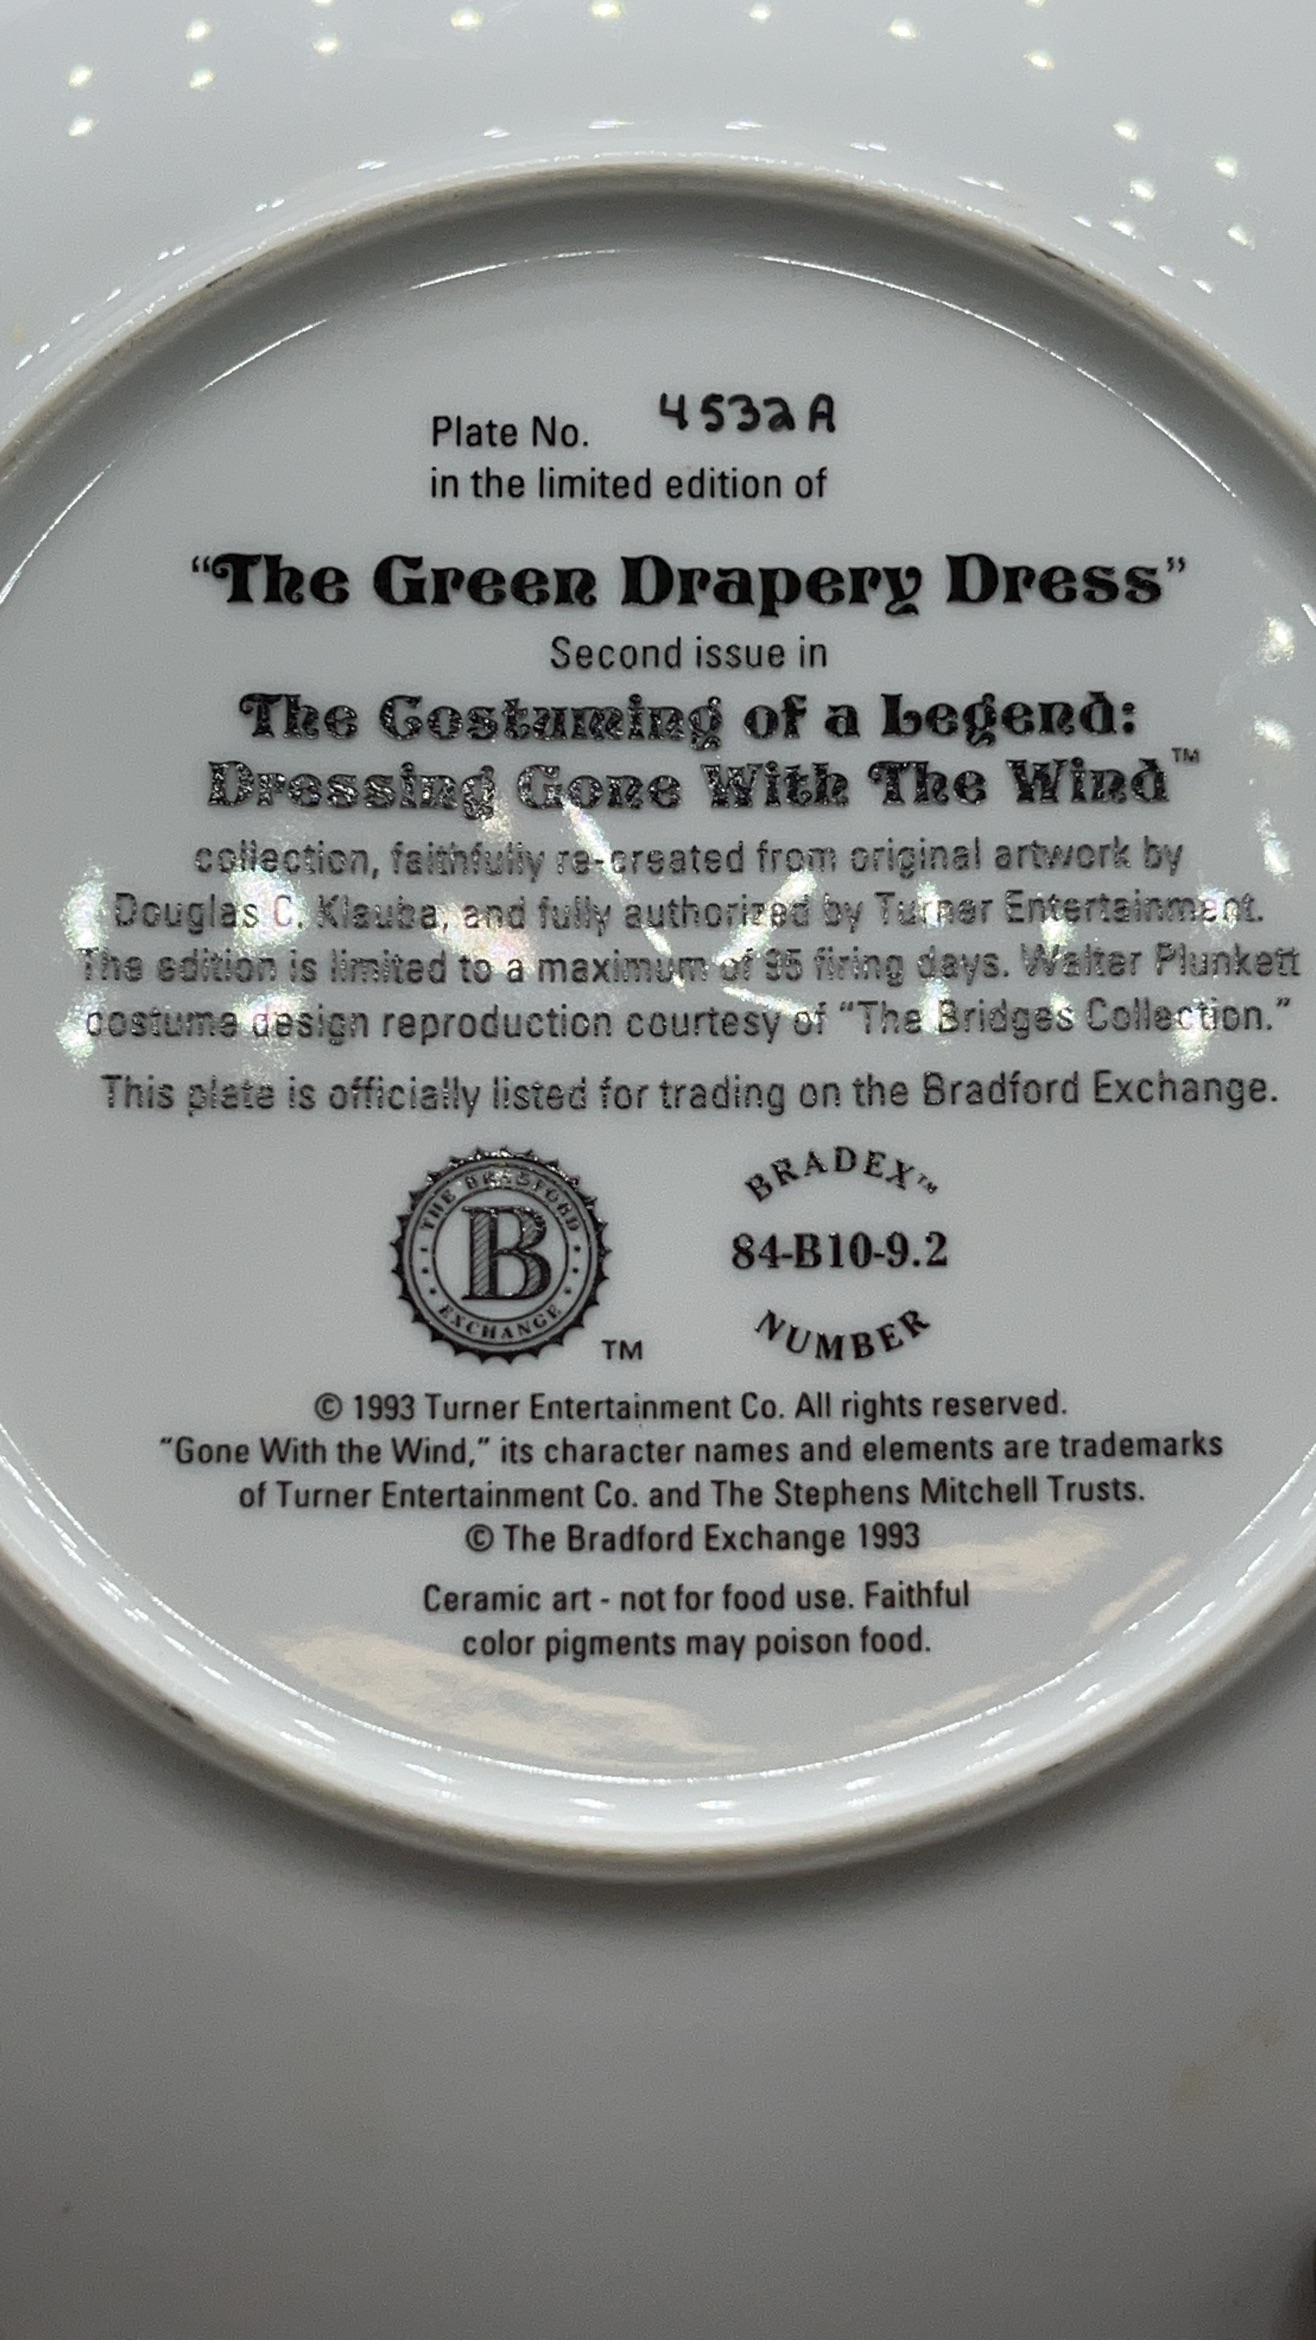 Plate No. 4532A
in the limited edition of
“The Green Drapery Dress”
Second issue in
The Costuming of a Legend:
Dressing Gone With The Wind™
collection, faithfully re-created from original artwork by
Douglas C. Klauba, and fully authorized by Turner Entertainment.
The edition is limited to a maximum of 95 firing days. Walter Plunkett
costume design reproduction courtesy of “The Bridges Collection.”
This plate is officially listed for trading on the Bradford Exchange.
THE BRADFORD
B
EXCHANGE
TM
BRADEX™
84-B10-9.2
NUMBER
© 1993 Turner Entertainment Co. All rights reserved.
“Gone With the Wind,” its character names and elements are trademarks
of Turner Entertainment Co. and The Stephens Mitchell Trusts.
© The Bradford Exchange 1993
Ceramic art - not for food use. Faithful
color pigments may poison food.